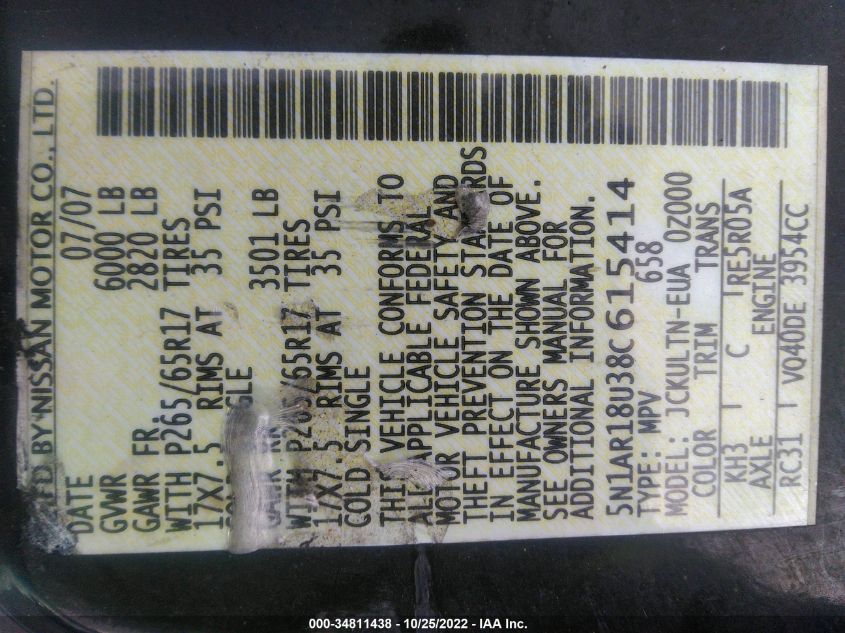 FD BY NISSAN MOTOR CO., LTD.
DATE 07/07
GVWR 6000 LB
GAWR FR. 2820 LB
WITH P265/65R17 TIRES
17X7.5 RIMS AT 35 PSI
GAWR RR 3501 LB
WITH P265/65R17 TIRES
17X7.5 RIMS AT 35 PSI
COLD SINGLE
THIS VEHICLE CONFORMS TO
ALL APPLICABLE FEDERAL
MOTOR VEHICLE SAFETY AND
THEFT PREVENTION STANDARDS
IN EFFECT ON THE DATE OF
MANUFACTURE SHOWN ABOVE.
SEE OWNERS MANUAL FOR
ADDITIONAL INFORMATION.
5N1AR18U38C615414
TYPE: MPV 658
MODEL: JCKULTN-EUA 0Z000
COLOR TRIM TRANS
KH3 C RE5R05A
AXLE ENGINE
RC31 VQ40DE 3954CC
000-34811438 - 10/25/2022 - IAA Inc.